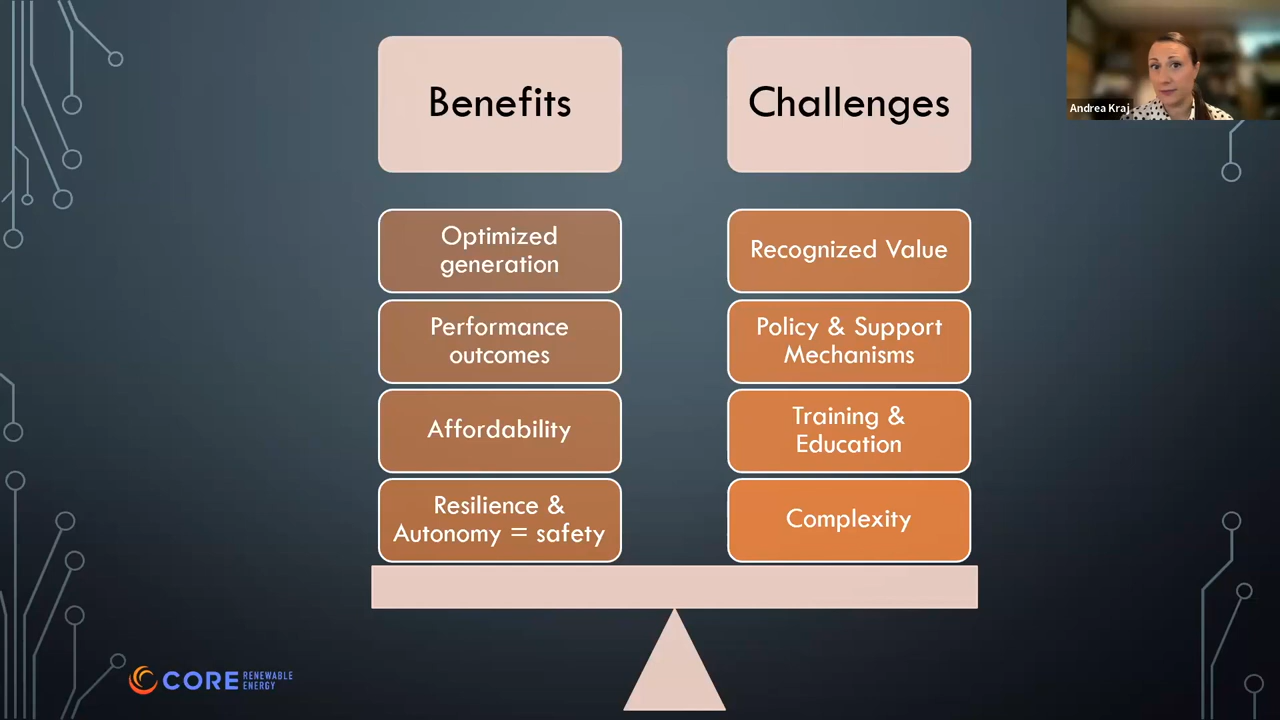 Benefits
Challenges
Andrea Kraj
Optimized
generation
Recognized Value
Performance
outcomes
Policy & Support
Mechanisms
Affordability
Training &
Education
Resilience &
Autonomy = safety
Complexity
CORE RENEWABLE
ENERGY